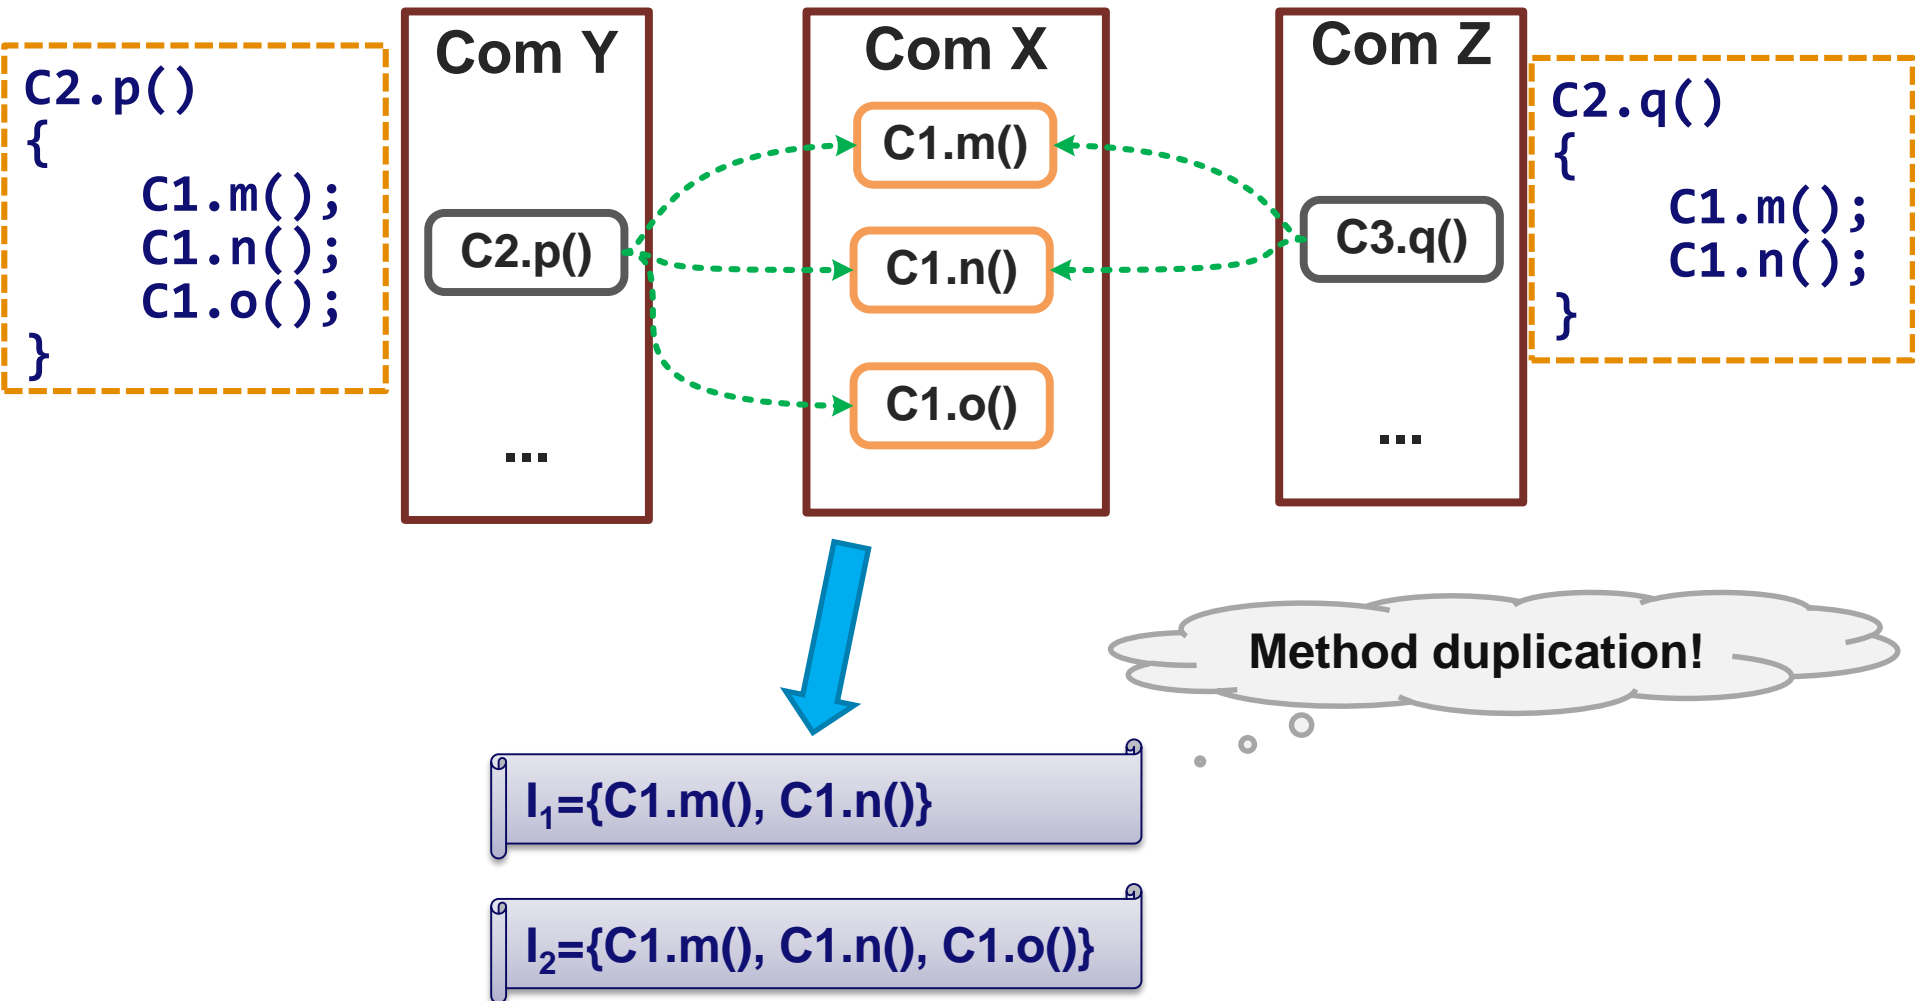 C2.p()
{
C1.m();
C1.n();
C1.o();
}
Com Y
C2.p()
...
Com X
C1.m()
C1.n()
C1.o()
Com Z
C3.q()
...
C2.q()
{
C1.m();
C1.n();
}
Method duplication!
I₁={C1.m(), C1.n()}
I₂={C1.m(), C1.n(), C1.o()}